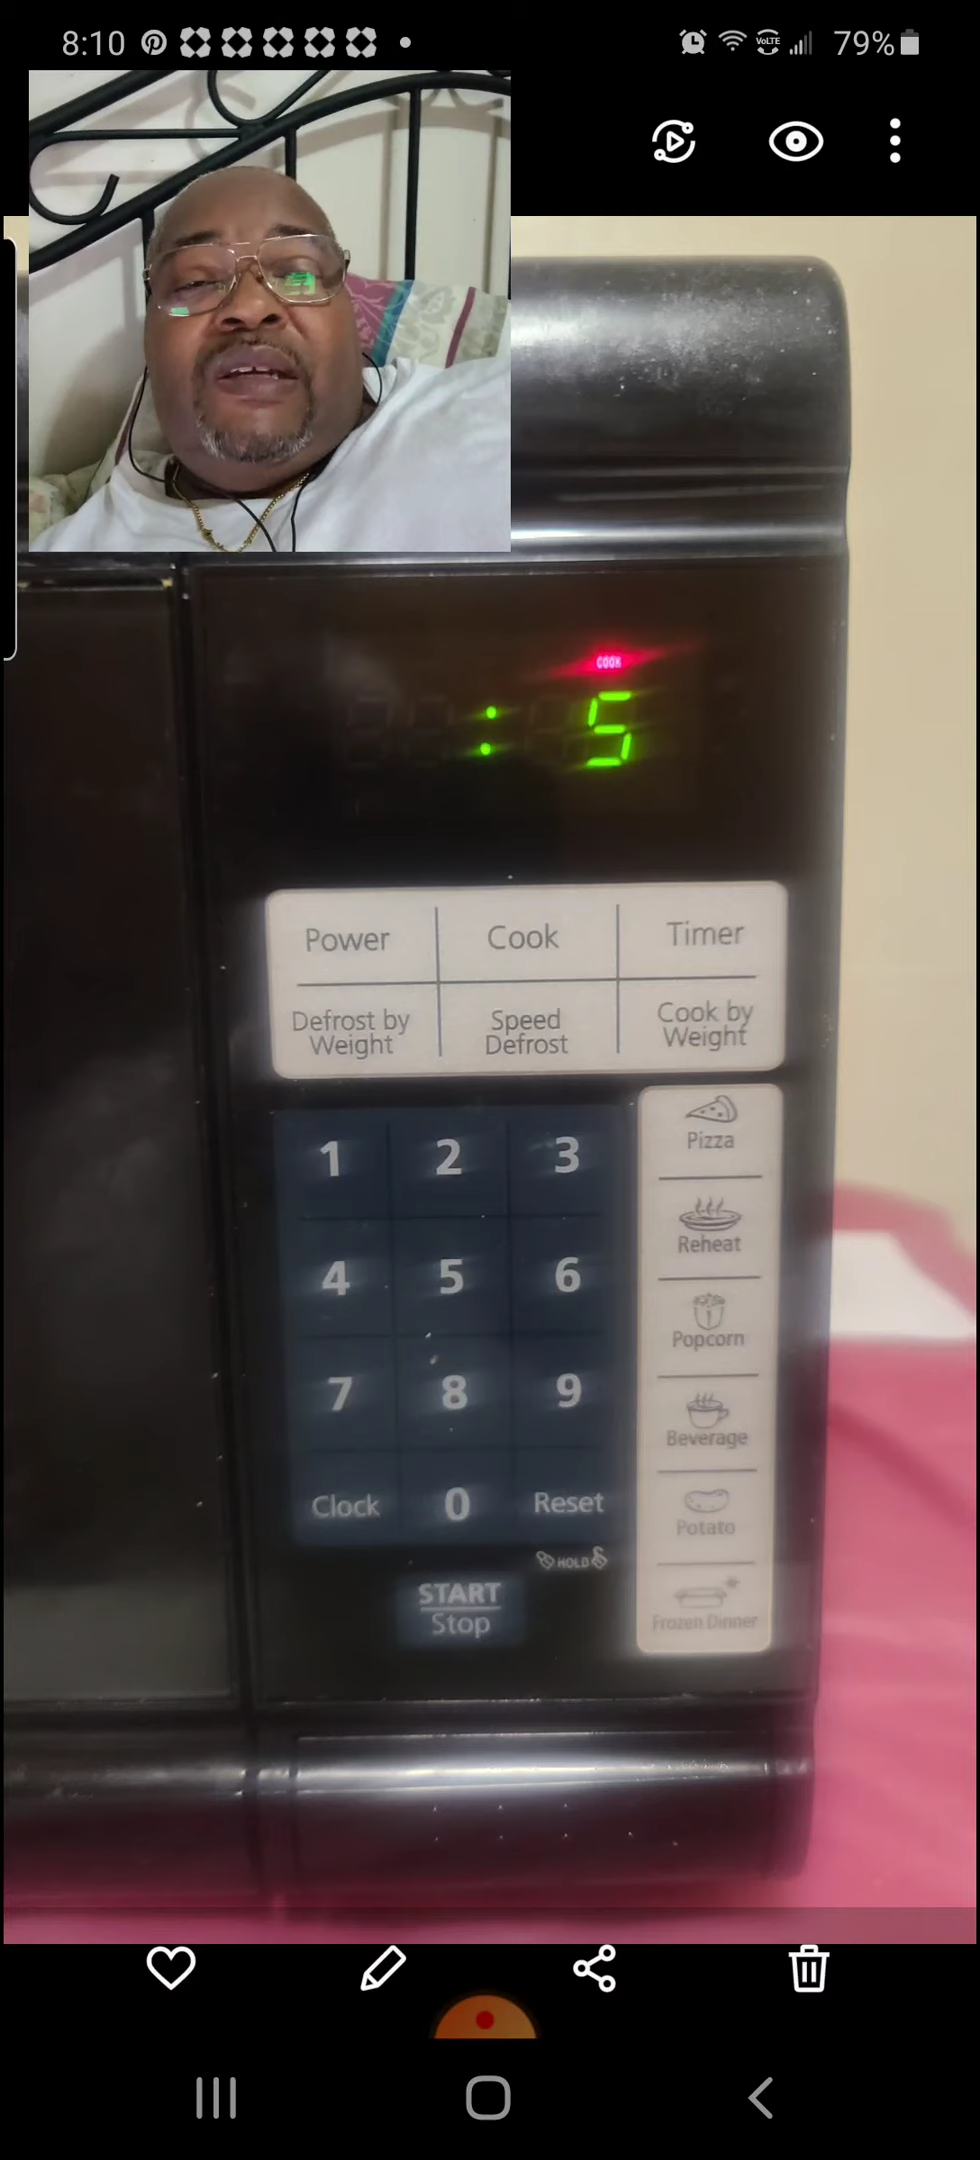 8:10
VoLTE
79%
COOK
: 5
Power Cook Timer
Defrost by
Weight
Speed
Defrost
Cook by
Weight
1 2 3
4 5 6
7 8 9
Clock 0 Reset
HOLD
START
Stop
Pizza
Reheat
Popcorn
Beverage
Potato
Frozen Dinner